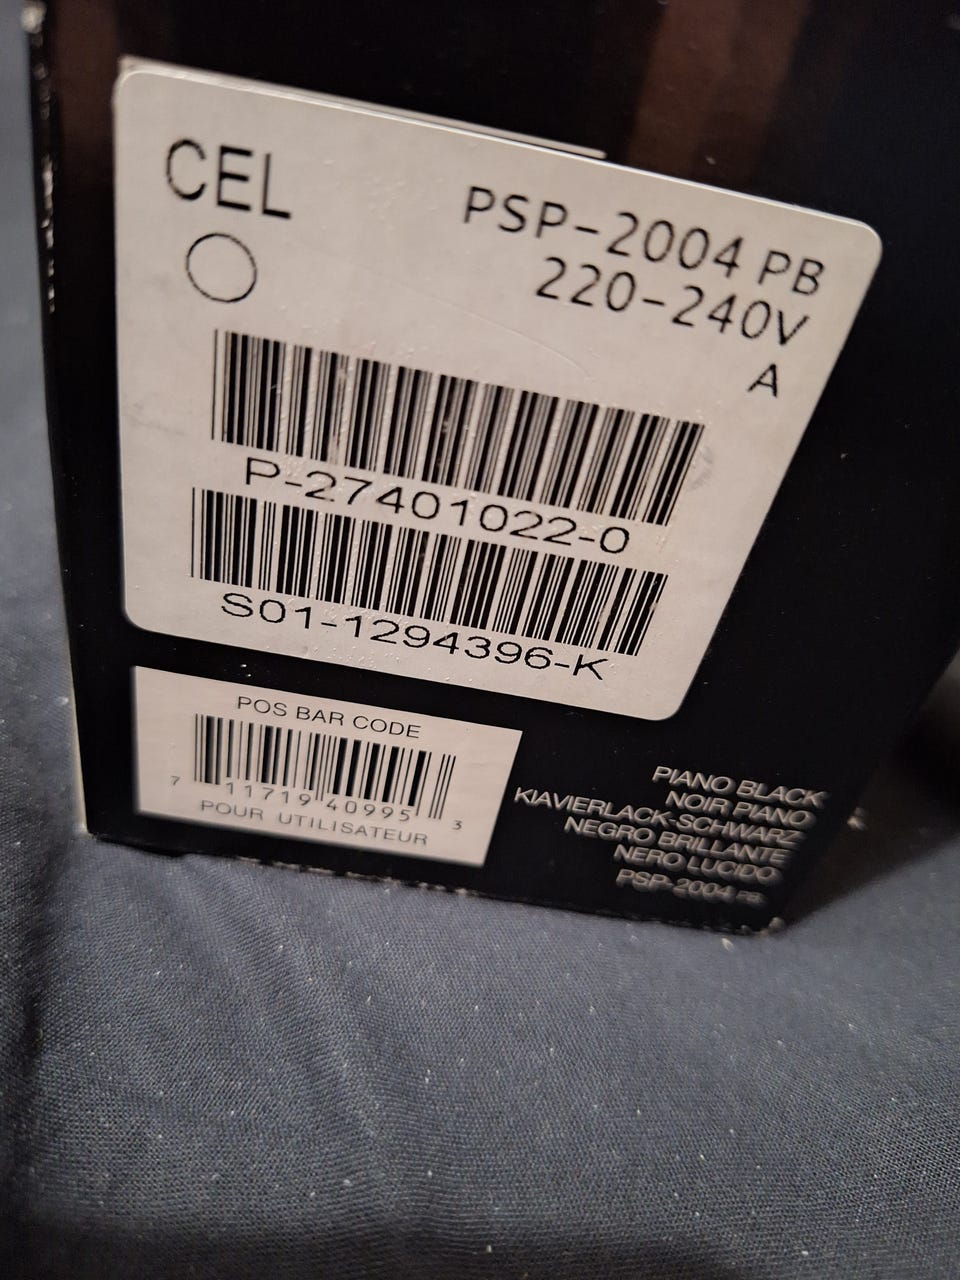 CEL
PSP-2004 PB
220-240V
A
P-27401022-0
S01-1294396-K
POS BAR CODE
7 11719 40995 3
POUR UTILISATEUR
PIANO BLACK
NOIR PIANO
KIAVIERLACK-SCHWARZ
NEGRO BRILLANTE
NERO LUCIDO
PSP-2004 PB